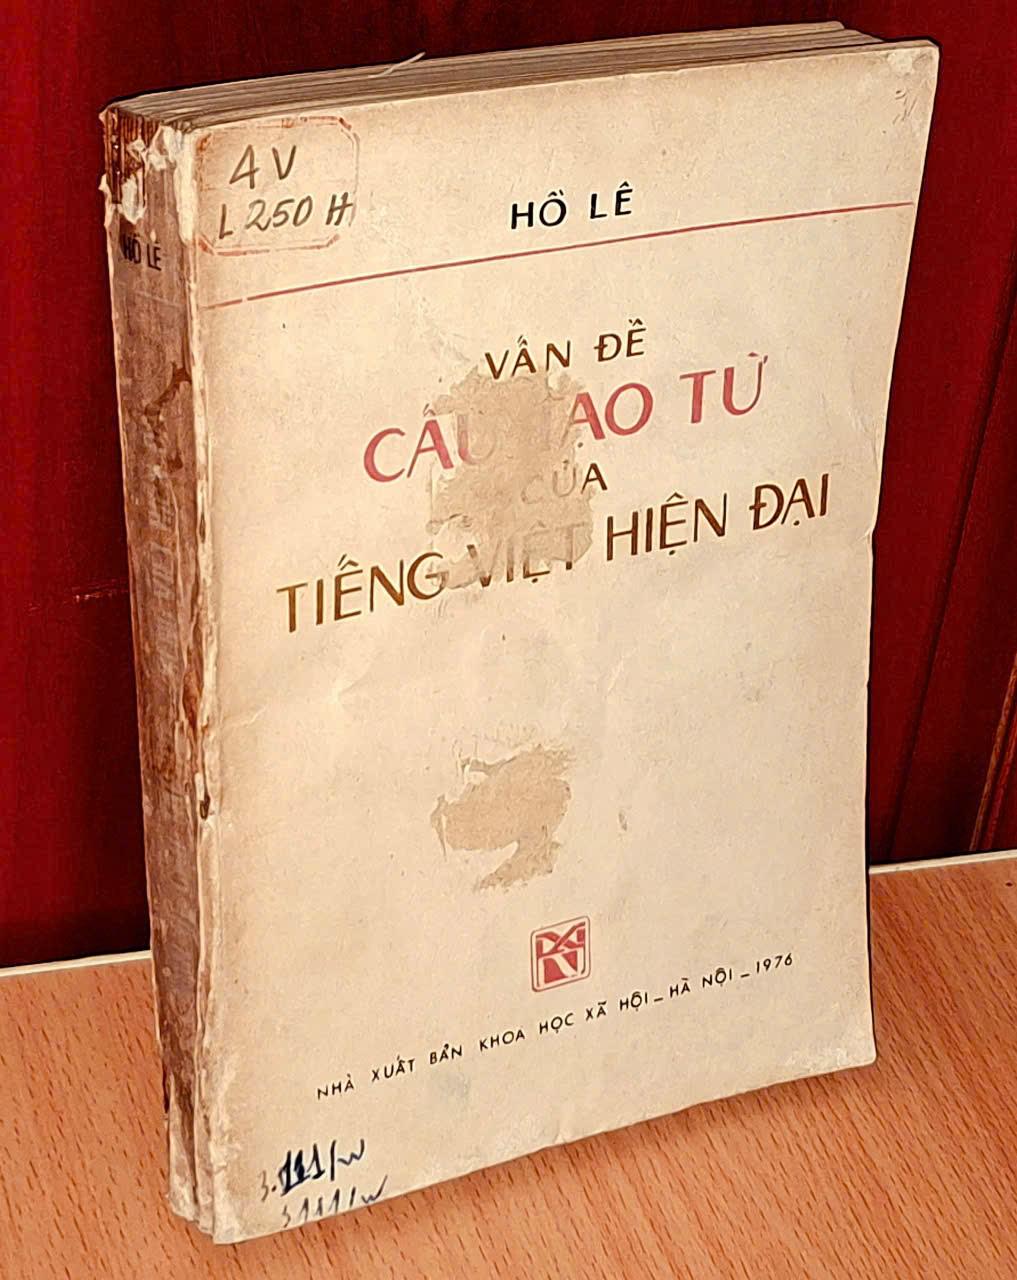 4 V
L 250 H
HỒ LÊ
HỒ LÊ
VẤN ĐỀ
CẤU TẠO TỪ
CỦA
TIẾNG VIỆT HIỆN ĐẠI
NHÀ XUẤT BẢN KHOA HỌC XÃ HỘI - HÀ NỘI - 1976